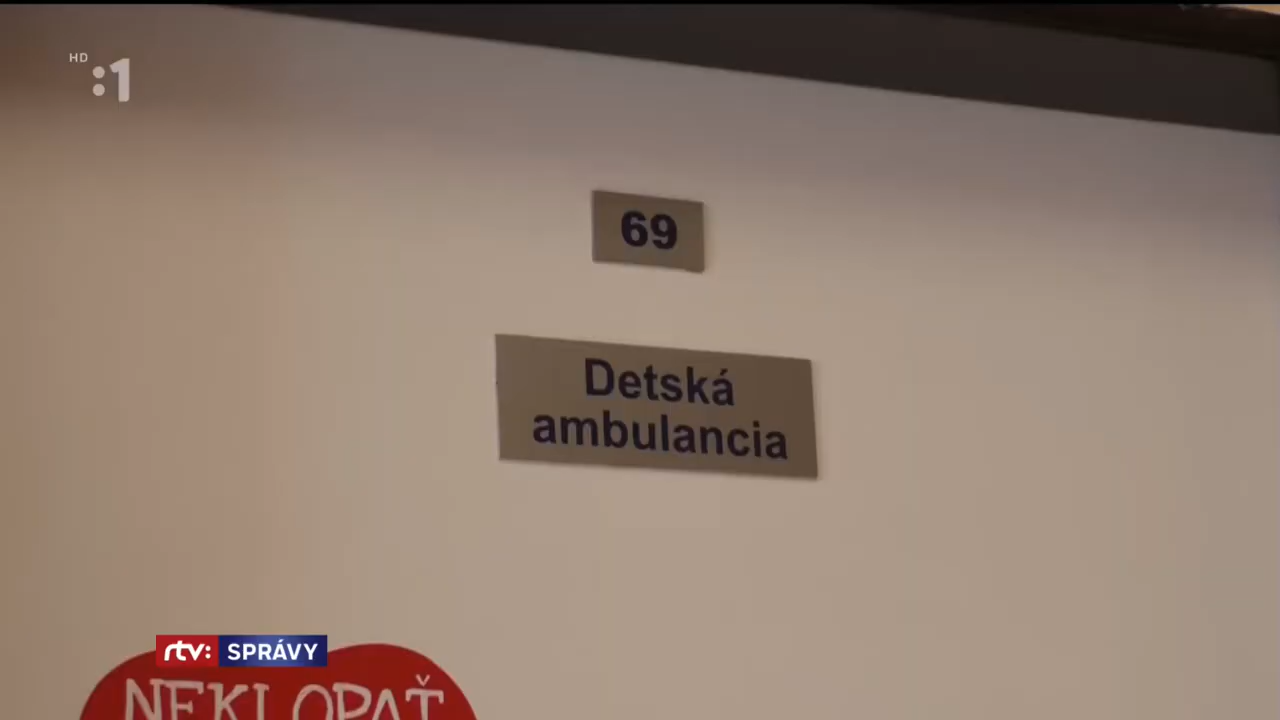 HD
:1
69
Detská
ambulancia
rtv: SPRÁVY
NEKLOPAŤ